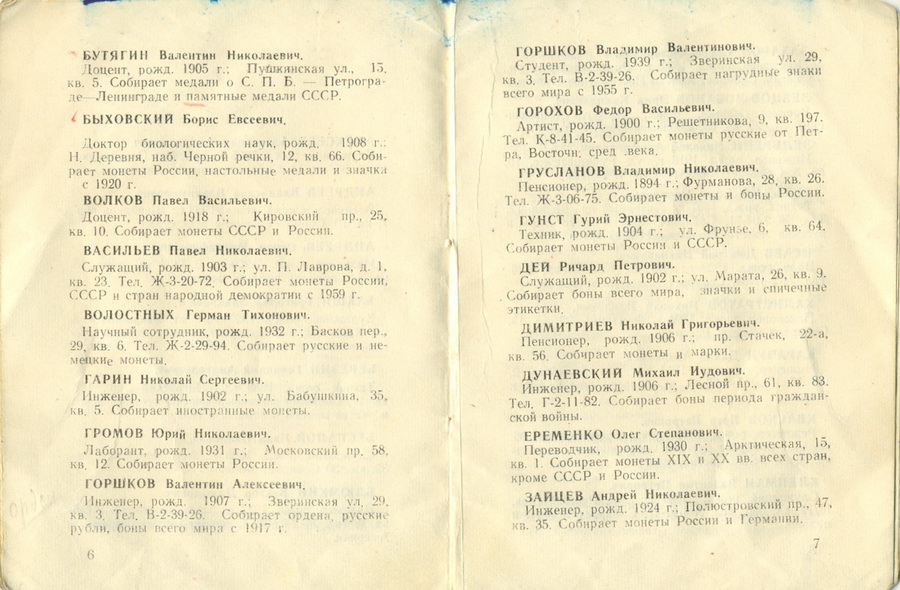 БУТЯГИН Валентин Николаевич.
Доцент, рожд. 1905 г.; Пушкинская ул., 15,
кв. 5. Собирает медали о С. П. Б. — Петрогра-
де—Ленинграде и памятные медали СССР.
БЫХОВСКИЙ Борис Евсеевич.
Доктор биологических наук, рожд. 1908 г.:
Н. Деревня, наб. Черной речки, 12, кв. 66. Соби-
рает монеты России, настольные медали и значки
с 1920 г.
ВОЛКОВ Павел Васильевич.
Доцент, рожд. 1918 г.; Кировский пр., 25,
кв. 10. Собирает монеты СССР и России.
ВАСИЛЬЕВ Павел Николаевич.
Служащий, рожд. 1903 г.; ул. П. Лаврова, д. 1,
кв. 23. Тел. Ж-3-20-72. Собирает монеты России,
СССР и стран народной демократии с 1959 г.
ВОЛОСТНЫХ Герман Тихонович.
Научный сотрудник, рожд. 1932 г.; Басков пер.,
29, кв. 6. Тел. Ж-2-29-94. Собирает русские и не-
мецкие монеты.
ГАРИН Николай Сергеевич.
Инженер, рожд. 1902 г.; ул. Бабушкина, 35,
кв. 5. Собирает иностранные монеты.
ГРОМОВ Юрий Николаевич.
Лаборант, рожд. 1931 г.; Московский пр. 58,
кв. 12. Собирает монеты России.
ГОРШКОВ Валентин Алексеевич.
Инженер, рожд. 1907 г.; Зверинская ул. 29,
кв. 3. Тел. В-2-39-26. Собирает ордена, русские
рубли, боны всего мира с 1917 г.
6
ГОРШКОВ Владимир Валентинович.
Студент, рожд. 1939 г.; Зверинская ул. 29,
кв. 3. Тел. В-2-39-26. Собирает нагрудные знаки
всего мира с 1955 г.
ГОРОХОВ Федор Васильевич.
Артист, рожд. 1900 г.; Решетникова, 9, кв. 197.
Тел. К-8-41-45. Собирает монеты русские от Пет-
ра, Восточн. сред .века.
ГРУСЛАНОВ Владимир Николаевич.
Пенсионер, рожд. 1894 г.; Фурманова, 28, кв. 26.
Тел. Ж-3-06-75. Собирает монеты и боны России.
ГУНСТ Гурий Эрнестович.
Техник, рожд. 1904 г.; ул. Фрунзе, 6, кв. 64.
Собирает монеты России и СССР.
ДЕЙ Ричард Петрович.
Служащий, рожд. 1902 г.; ул. Марата, 26, кв. 9.
Собирает боны всего мира, значки и спичечные
этикетки.
ДИМИТРИЕВ Николай Григорьевич.
Пенсионер, рожд. 1906 г.; пр. Стачек, 22-а,
кв. 56. Собирает монеты и марки.
ДУНАЕВСКИЙ Михаил Иудович.
Инженер, рожд. 1906 г.; Лесной пр., 61, кв. 83.
Тел. Г-2-11-82. Собирает боны периода граждан-
ской войны.
ЕРЕМЕНКО Олег Степанович.
Переводчик, рожд. 1930 г.; Арктическая, 15,
кв. 1. Собирает монеты XIX и XX вв. всех стран,
кроме СССР и России.
ЗАЙЦЕВ Андрей Николаевич.
Инженер, рожд. 1924 г.; Полюстровский пр., 47,
кв. 35. Собирает монеты России и Германии.
7